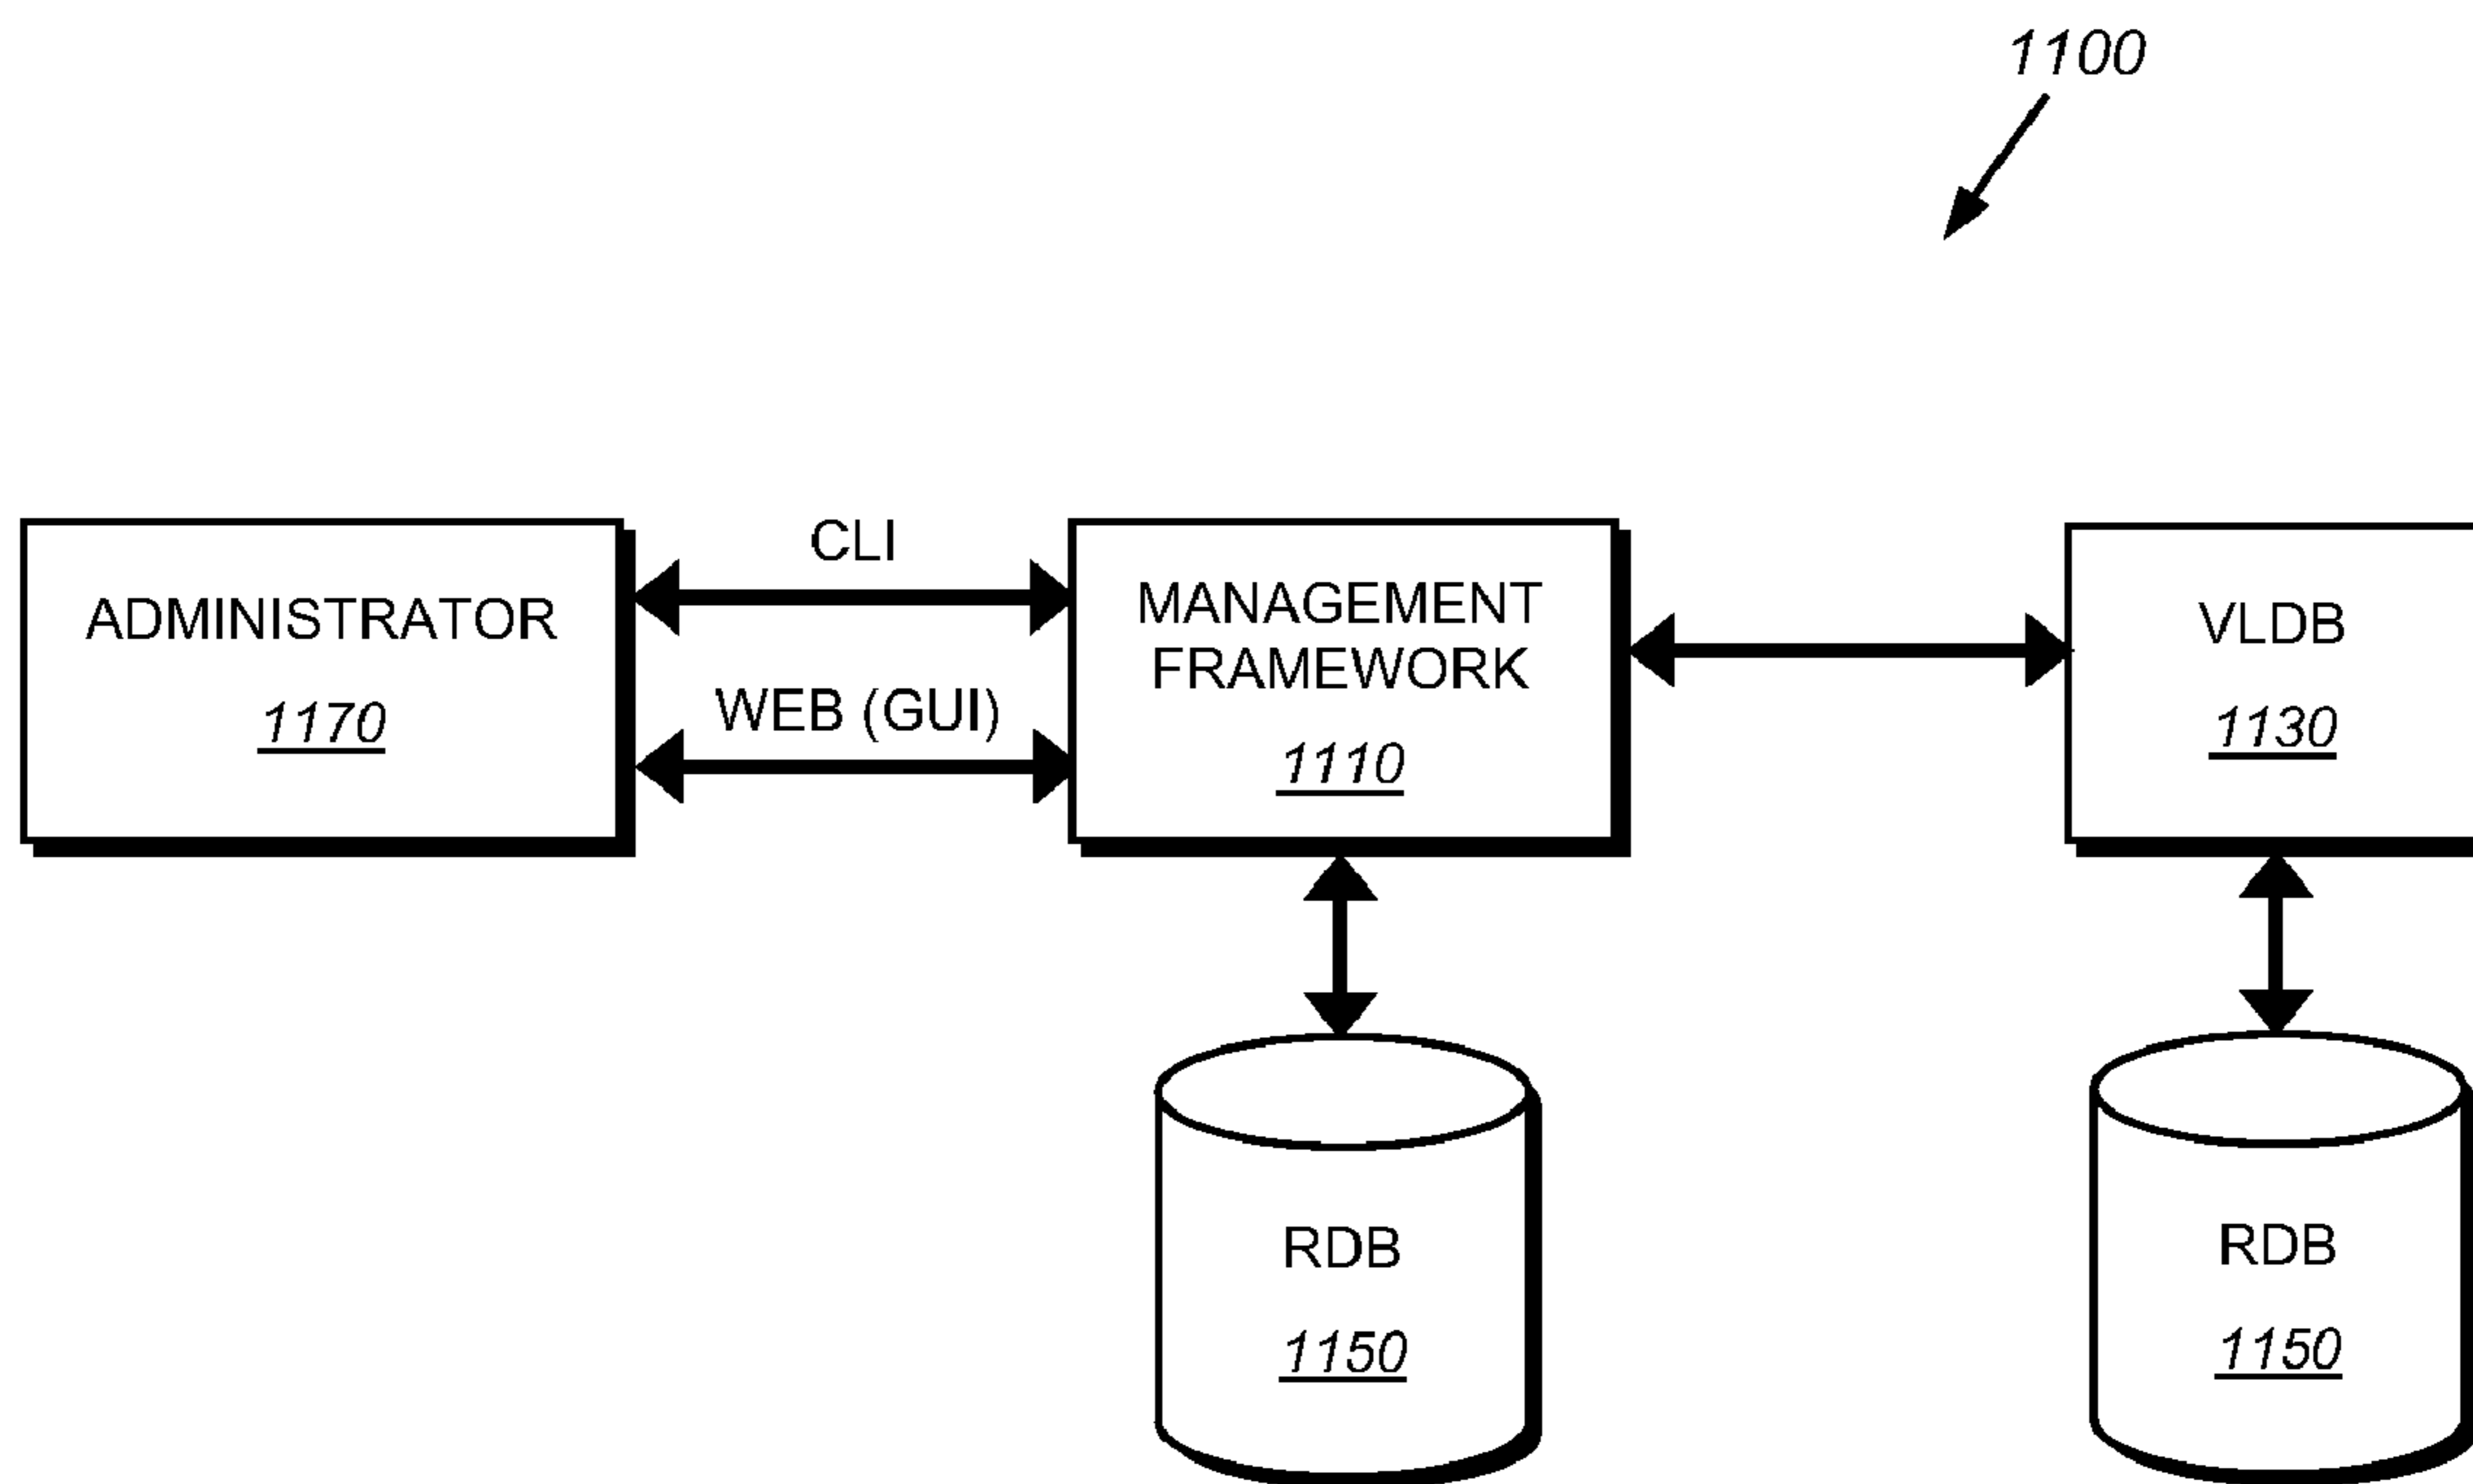 1100
ADMINISTRATOR
1170
CLI
WEB (GUI)
MANAGEMENT
FRAMEWORK
1110
VLDB
1130
RDB
1150
RDB
1150